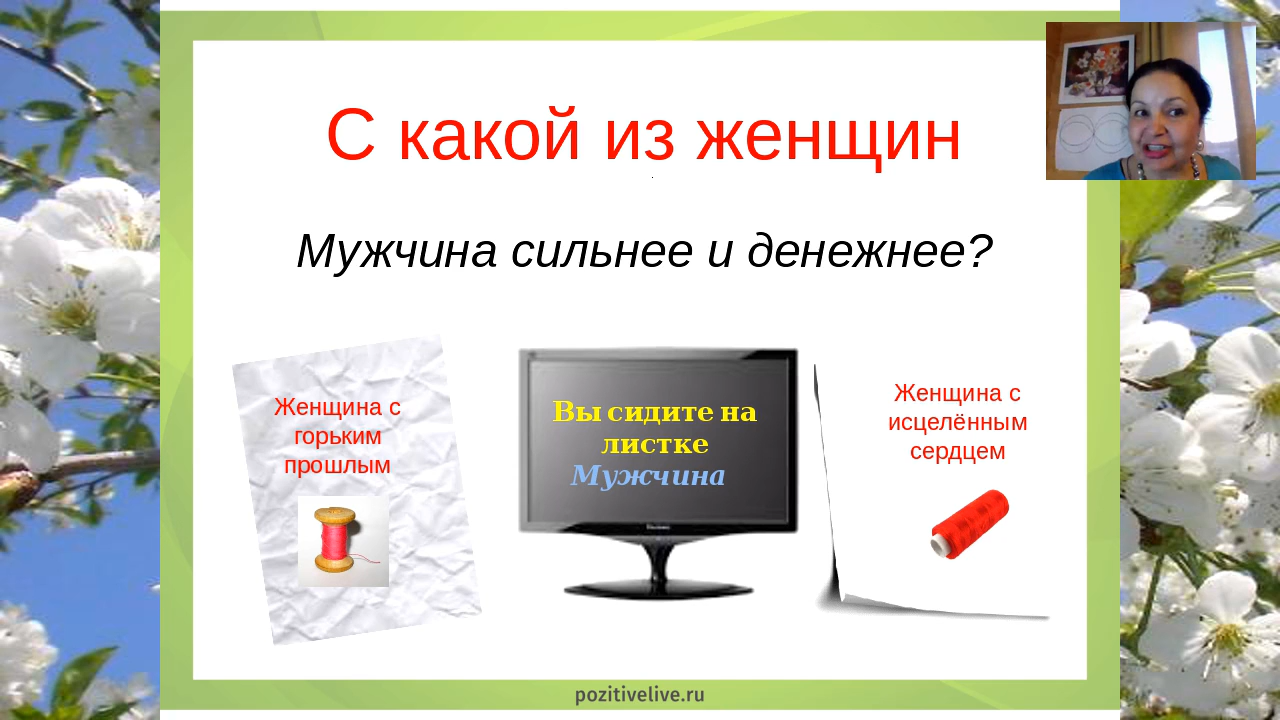 С какой из женщин
Мужчина сильнее и денежнее?
Женщина с
горьким
прошлым
Вы сидите на
листке
Мужчина
Женщина с
исцелённым
сердцем
pozitivelive.ru